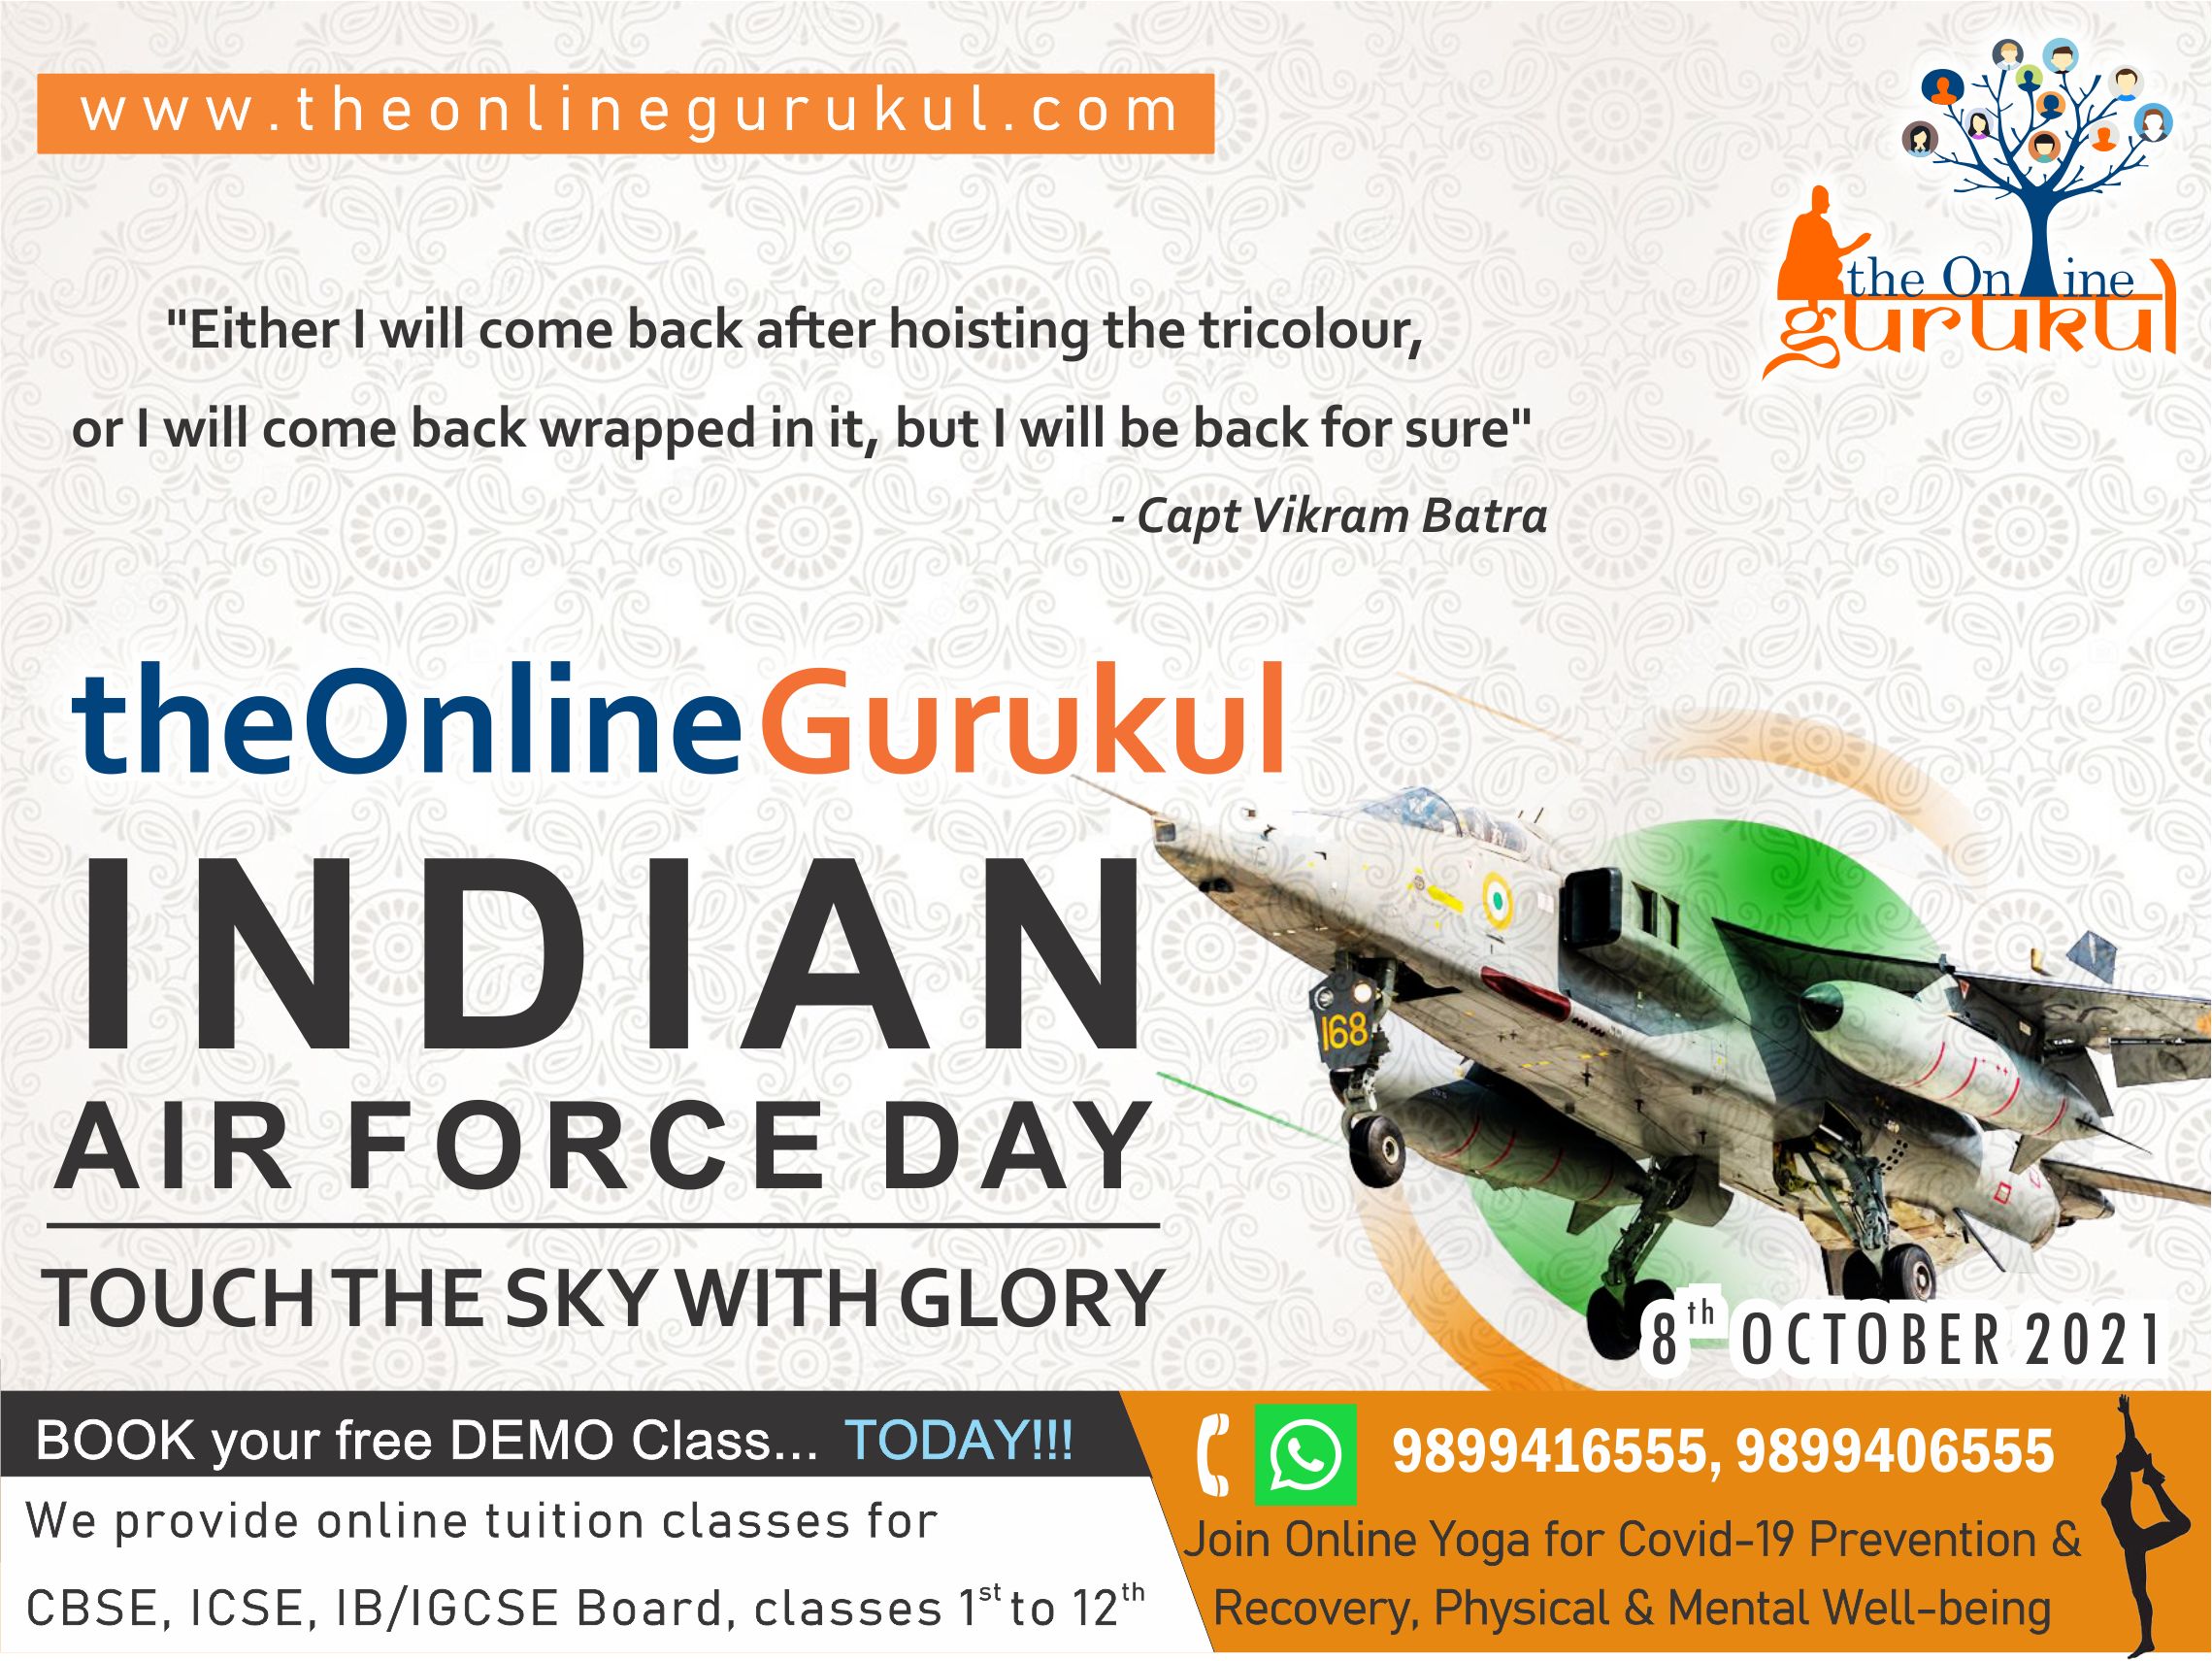 www.theonlinegurukul.com
the Online
gurukul
"Either I will come back after hoisting the tricolour,
or I will come back wrapped in it, but I will be back for sure"
- Capt Vikram Batra
theOnlineGurukul
INDIAN
AIR FORCE DAY
TOUCH THE SKY WITH GLORY
168
8th OCTOBER 2021
BOOK your free DEMO Class... TODAY!!!
We provide online tuition classes for
CBSE, ICSE, IB/IGCSE Board, classes 1st to 12th
9899416555, 9899406555
Join Online Yoga for Covid-19 Prevention &
Recovery, Physical & Mental Well-being